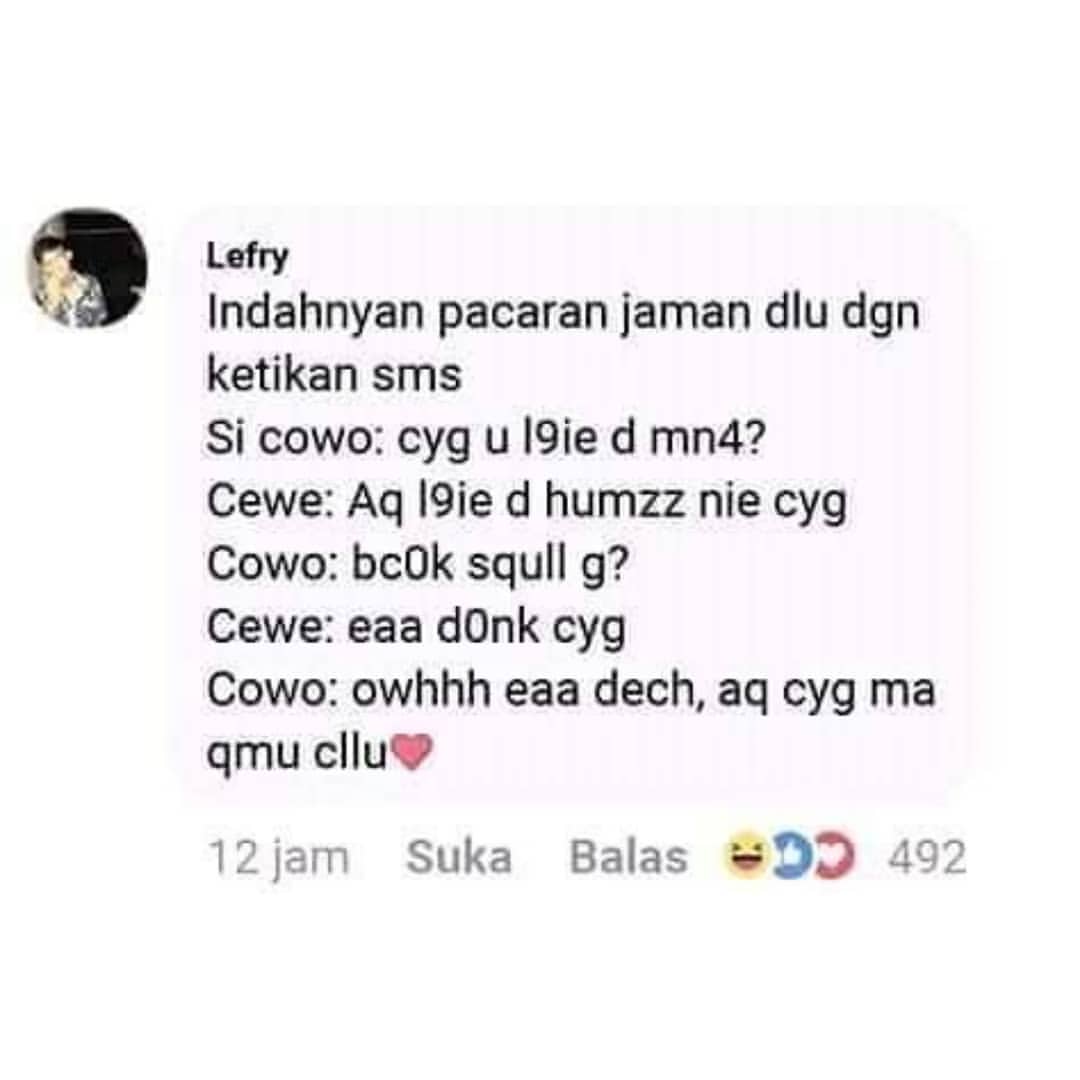 Lefry
Indahnyan pacaran jaman dlu dgn
ketikan sms
Si cowo: cyg u l9ie d mn4?
Cewe: Aq l9ie d humzz nie cyg
Cowo: bc0k squll g?
Cewe: eaa d0nk cyg
Cowo: owhhh eaa dech, aq cyg ma
qmu cllu❤
12 jam Suka Balas 492